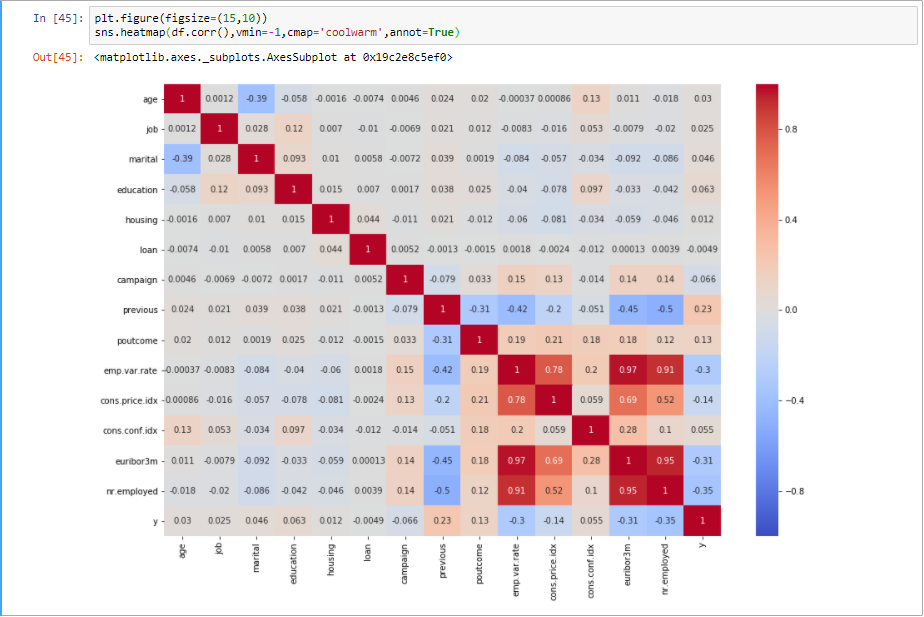 In [45]: plt.figure(figsize=(15,10))
sns.heatmap(df.corr(),vmin=-1,cmap='coolwarm',annot=True)
Out[45]: <matplotlib.axes._subplots.AxesSubplot at 0x19c2e8c5ef0>
age 1 0.0012 -0.39 -0.058 -0.0016 -0.0074 0.0046 0.024 0.02 -0.00037 0.00086 0.13 0.011 -0.018 0.03
job 0.0012 1 0.028 0.12 0.007 -0.01 -0.0069 0.021 0.012 -0.0083 -0.016 0.053 -0.0079 -0.02 0.025
0.8
marital -0.39 0.028 1 0.093 0.01 0.0058 -0.0072 0.039 0.0019 -0.084 -0.057 -0.034 -0.092 -0.086 0.046
education -0.058 0.12 0.093 1 0.015 0.007 0.0017 0.038 0.025 -0.04 -0.078 0.097 -0.033 -0.042 0.063
housing -0.0016 0.007 0.01 0.015 1 0.044 -0.011 0.021 -0.012 -0.06 -0.081 -0.034 -0.059 -0.046 0.012
0.4
loan -0.0074 -0.01 0.0058 0.007 0.044 1 0.0052 -0.0013 -0.0015 0.0018 -0.0024 -0.012 0.00013 0.0039 -0.0049
campaign 0.0046 -0.0069 -0.0072 0.0017 -0.011 0.0052 1 -0.079 0.033 0.15 0.13 -0.014 0.14 0.14 -0.066
previous 0.024 0.021 0.039 0.038 0.021 -0.0013 -0.079 1 -0.31 -0.42 -0.2 -0.051 -0.45 -0.5 0.23
0.0
poutcome 0.02 0.012 0.0019 0.025 -0.012 -0.0015 0.033 -0.31 1 0.19 0.21 0.18 0.18 0.12 0.13
emp.var.rate -0.00037 -0.0083 -0.084 -0.04 -0.06 0.0018 0.15 -0.42 0.19 1 0.78 0.2 0.97 0.91 -0.3
cons.price.idx 0.00086 -0.016 -0.057 -0.078 -0.081 -0.0024 0.13 -0.2 0.21 0.78 1 0.059 0.69 0.52 -0.14
-0.4
cons.conf.idx 0.13 0.053 -0.034 0.097 -0.034 -0.012 -0.014 -0.051 0.18 0.2 0.059 1 0.28 0.1 0.055
euribor3m 0.011 -0.0079 -0.092 -0.033 -0.059 0.00013 0.14 -0.45 0.18 0.97 0.69 0.28 1 0.95 -0.31
nr.employed -0.018 -0.02 -0.086 -0.042 -0.046 0.0039 0.14 -0.5 0.12 0.91 0.52 0.1 0.95 1 -0.35
-0.8
y 0.03 0.025 0.046 0.063 0.012 -0.0049 -0.066 0.23 0.13 -0.3 -0.14 0.055 -0.31 -0.35 1
age job marital education housing loan campaign previous poutcome emp.var.rate cons.price.idx cons.conf.idx euribor3m nr.employed y